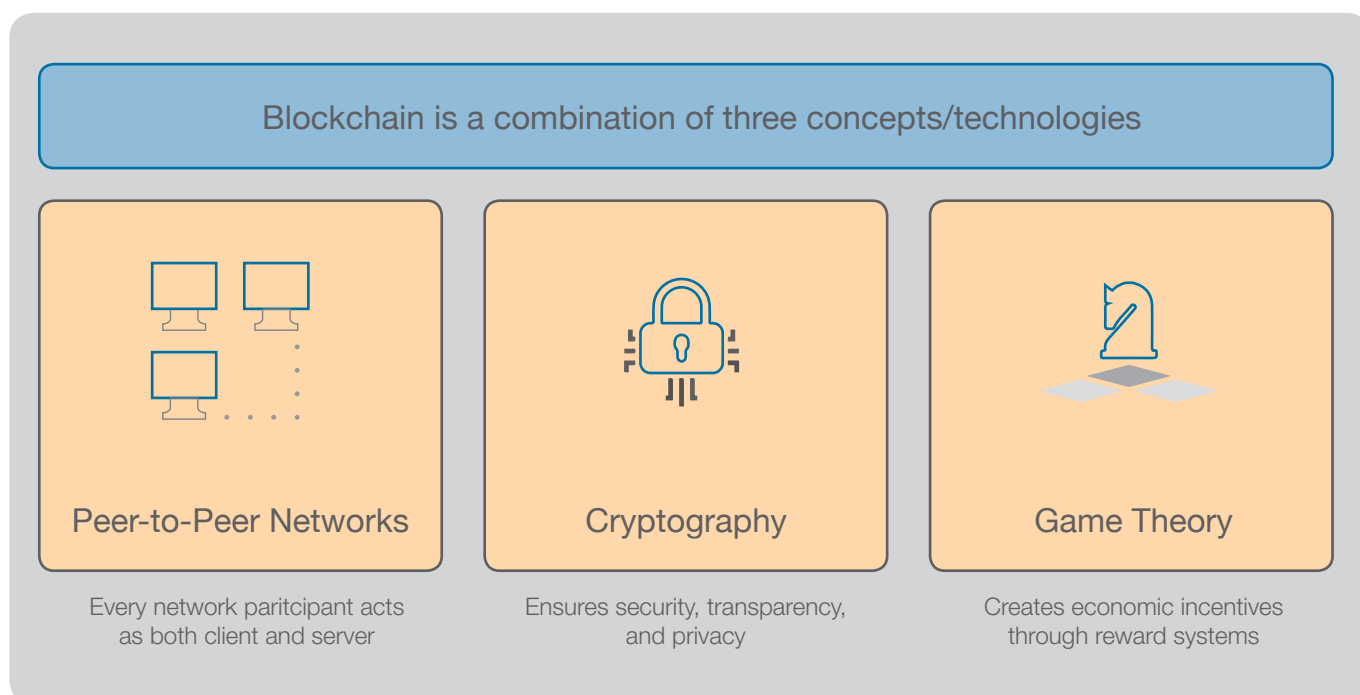 Blockchain is a combination of three concepts/technologies
Peer-to-Peer Networks
Every network paritcipant acts
as both client and server
Cryptography
Ensures security, transparency,
and privacy
Game Theory
Creates economic incentives
through reward systems